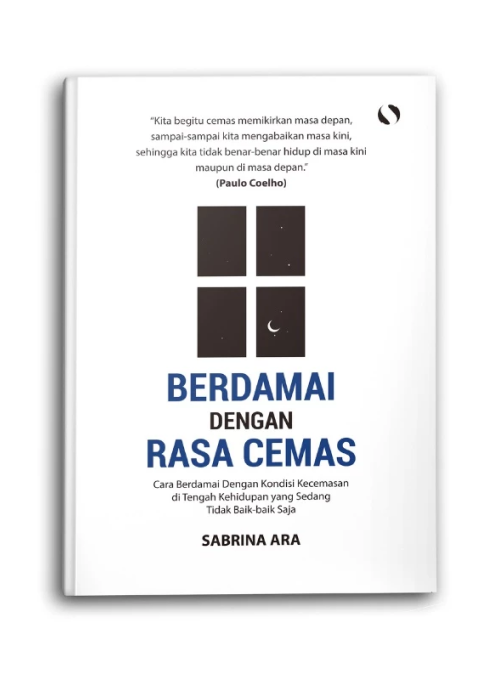 "Kita begitu cemas memikirkan masa depan,
sampai-sampai kita mengabaikan masa kini,
sehingga kita tidak benar-benar hidup di masa kini
maupun di masa depan."
(Paulo Coelho)
BERDAMAI
DENGAN
RASA CEMAS
Cara Berdamai Dengan Kondisi Kecemasan
di Tengah Kehidupan yang Sedang
Tidak Baik-baik Saja
SABRINA ARA